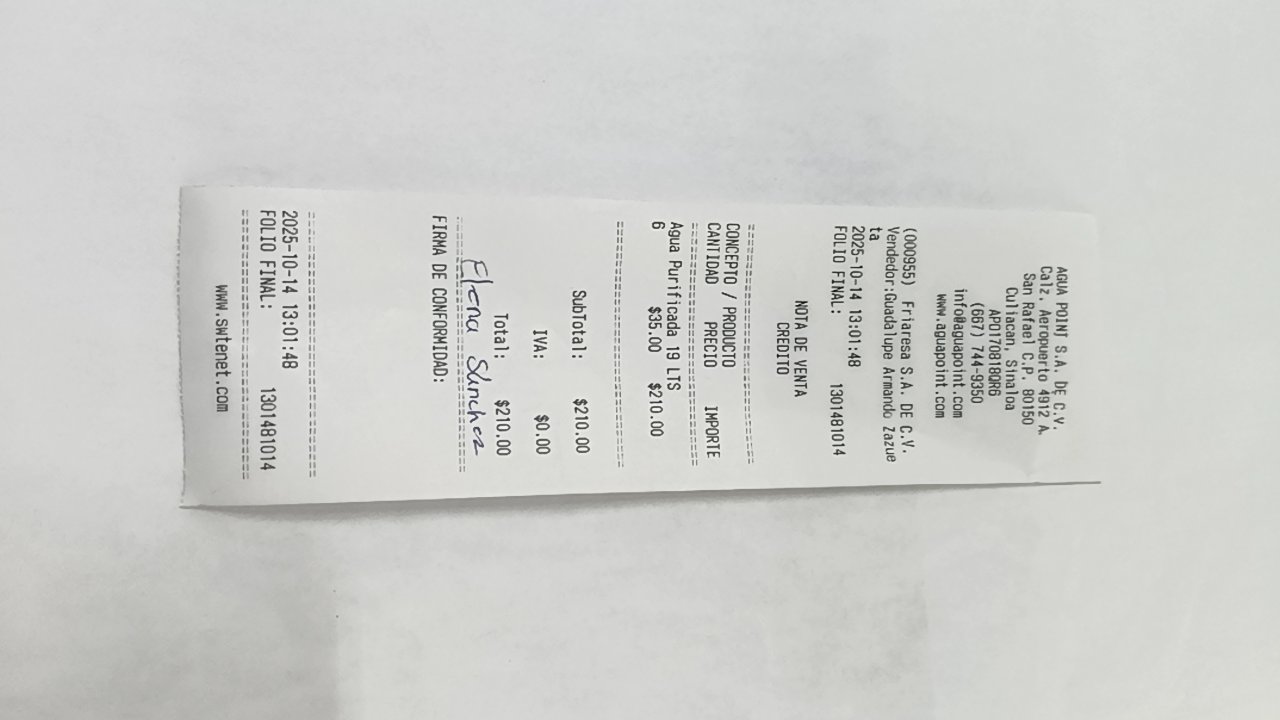 AGUA POINT S.A. DE C.V.
Calz. Aeropuerto 4912 A.
San Rafael C.P. 80150
Culiacan, Sinaloa
APO170818QR6
(667) 744-9350
info@aguapoint.com
www.aguapoint.com
(000955) Friaresa S.A. DE C.V.
Vendedor:Guadalupe Armando Zazue
ta
2025-10-14 13:01:48
FOLIO FINAL: 1301481014
NOTA DE VENTA
CREDITO
==============================
CONCEPTO / PRODUCTO
CANTIDAD PRECIO IMPORTE
==============================
Agua Purificada 19 LTS
6 $35.00 $210.00
==============================
SubTotal: $210.00
IVA: $0.00
Total: $210.00
Elena Sánchez
==============================
FIRMA DE CONFORMIDAD:
==============================
2025-10-14 13:01:48
FOLIO FINAL: 1301481014
==============================
www.swtenet.com